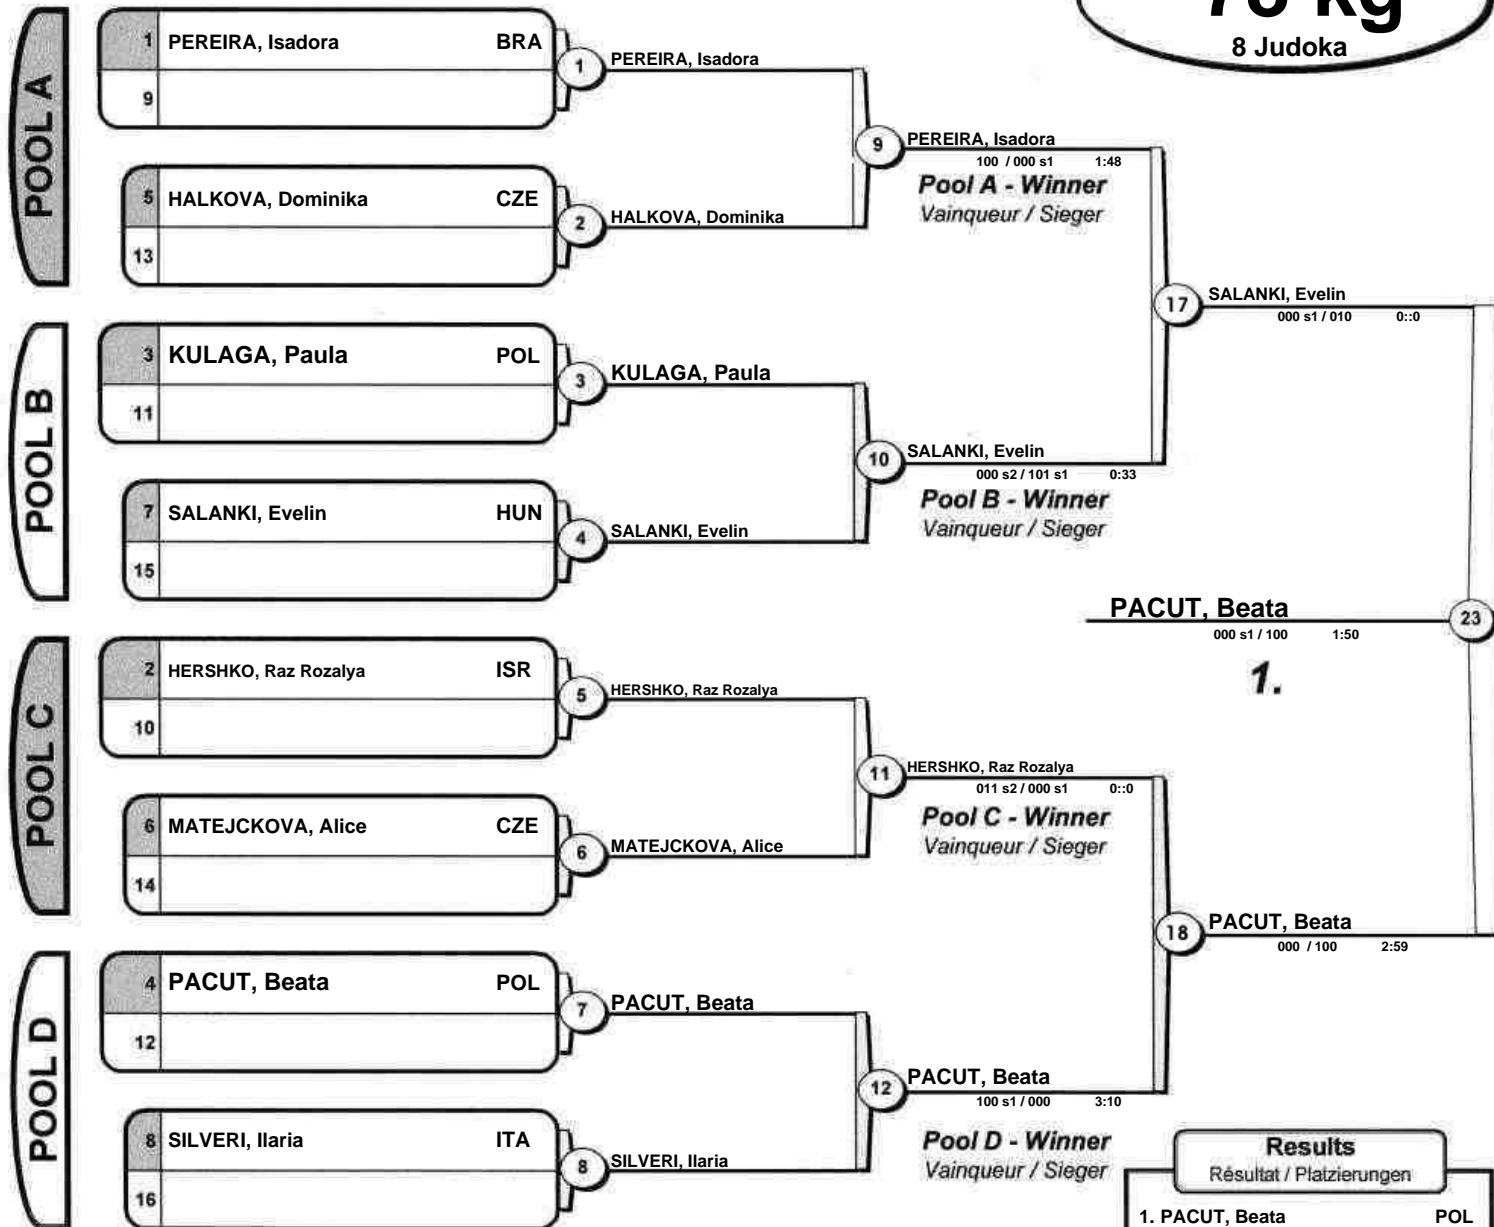 70 kg
8 Judoka
POOL A
1 PEREIRA, Isadora BRA
9
1 PEREIRA, Isadora
5 HALKOVA, Dominika CZE
13
2 HALKOVA, Dominika
9 PEREIRA, Isadora
100 / 000 s1 1:48
Pool A - Winner
Vainqueur / Sieger
POOL B
3 KULAGA, Paula POL
11
3 KULAGA, Paula
7 SALANKI, Evelin HUN
15
4 SALANKI, Evelin
10 SALANKI, Evelin
000 s2 / 101 s1 0:33
Pool B - Winner
Vainqueur / Sieger
17 SALANKI, Evelin
000 s1 / 010 0::0
PACUT, Beata 23
000 s1 / 100 1:50
1.
POOL C
2 HERSHKO, Raz Rozalya ISR
10
5 HERSHKO, Raz Rozalya
6 MATEJCKOVA, Alice CZE
14
6 MATEJCKOVA, Alice
11 HERSHKO, Raz Rozalya
011 s2 / 000 s1 0::0
Pool C - Winner
Vainqueur / Sieger
POOL D
4 PACUT, Beata POL
12
7 PACUT, Beata
8 SILVERI, Ilaria ITA
16
8 SILVERI, Ilaria
12 PACUT, Beata
100 s1 / 000 3:10
Pool D - Winner
Vainqueur / Sieger
18 PACUT, Beata
000 / 100 2:59
Results
Résultat / Platzierungen
1. PACUT, Beata POL